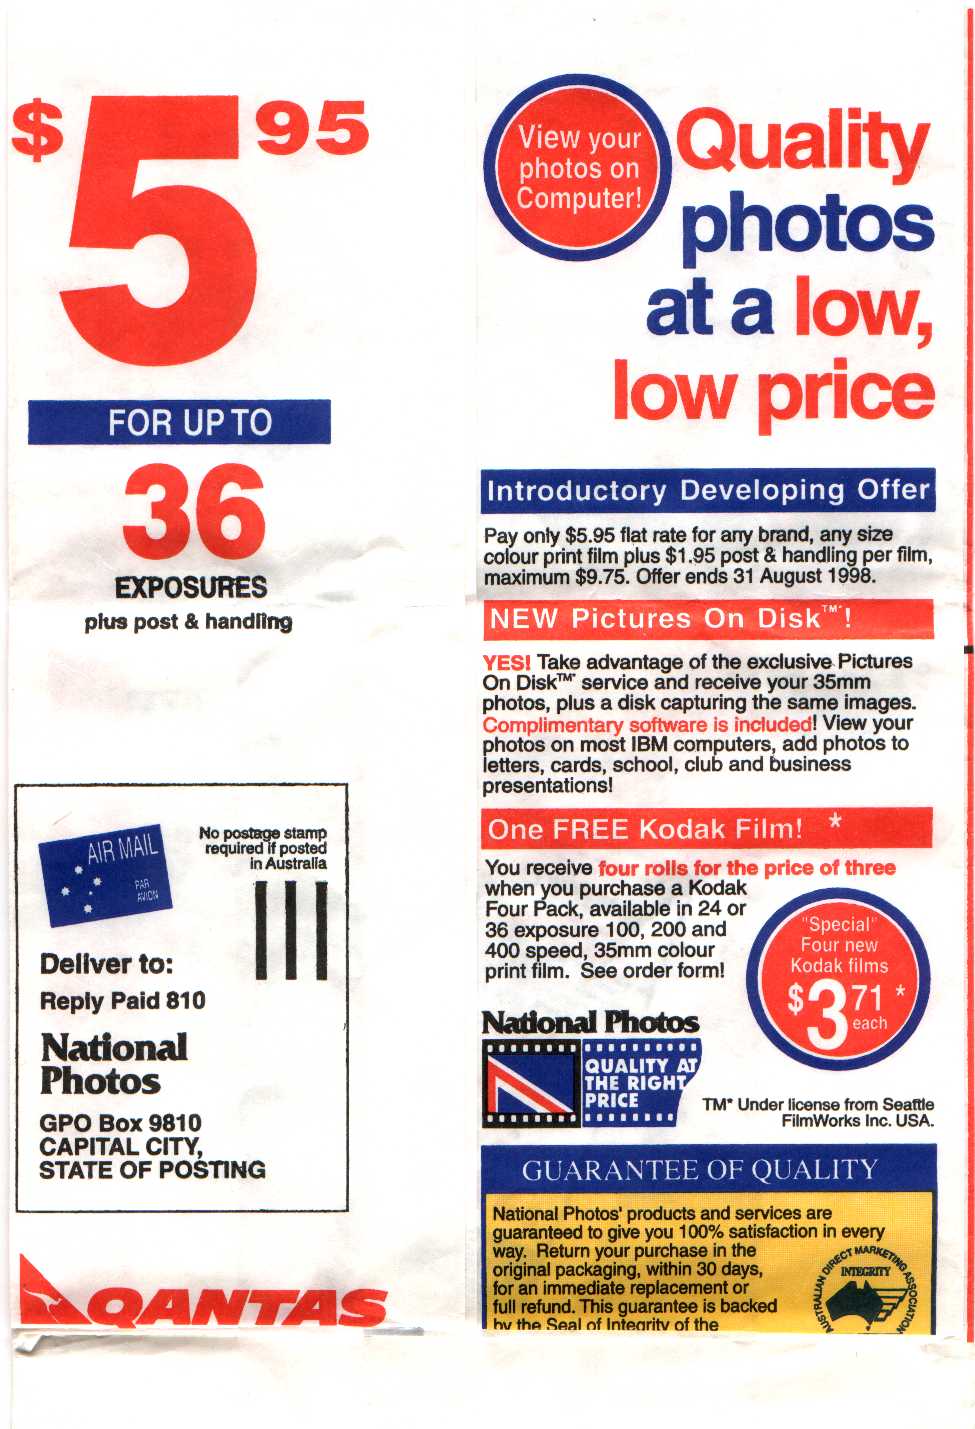 $5.95
FOR UP TO
36
EXPOSURES
plus post & handling
AIR MAIL
PAR
AVION
No postage stamp
required if posted
in Australia
Deliver to:
Reply Paid 810
National
Photos
GPO Box 9810
CAPITAL CITY,
STATE OF POSTING
QANTAS
View your
photos on
Computer!
Quality
photos
at a low,
low price
Introductory Developing Offer
Pay only $5.95 flat rate for any brand, any size
colour print film plus $1.95 post & handling per film,
maximum $9.75. Offer ends 31 August 1998.
NEW Pictures On Disk™*!
YES! Take advantage of the exclusive Pictures
On Disk™* service and receive your 35mm
photos, plus a disk capturing the same images.
Complimentary software is included! View your
photos on most IBM computers, add photos to
letters, cards, school, club and business
presentations!
One FREE Kodak Film! *
You receive four rolls for the price of three
when you purchase a Kodak
Four Pack, available in 24 or
36 exposure 100, 200 and
400 speed, 35mm colour
print film. See order form!
"Special"
Four new
Kodak films
$3.71 *
each
National Photos
QUALITY AT
THE RIGHT
PRICE
TM* Under license from Seattle
FilmWorks Inc. USA.
GUARANTEE OF QUALITY
National Photos' products and services are
guaranteed to give you 100% satisfaction in every
way. Return your purchase in the
original packaging, within 30 days,
for an immediate replacement or
full refund. This guarantee is backed
by the Seal of Integrity of the
AUSTRALIAN DIRECT MARKETING ASSOCIATION
INTEGRITY